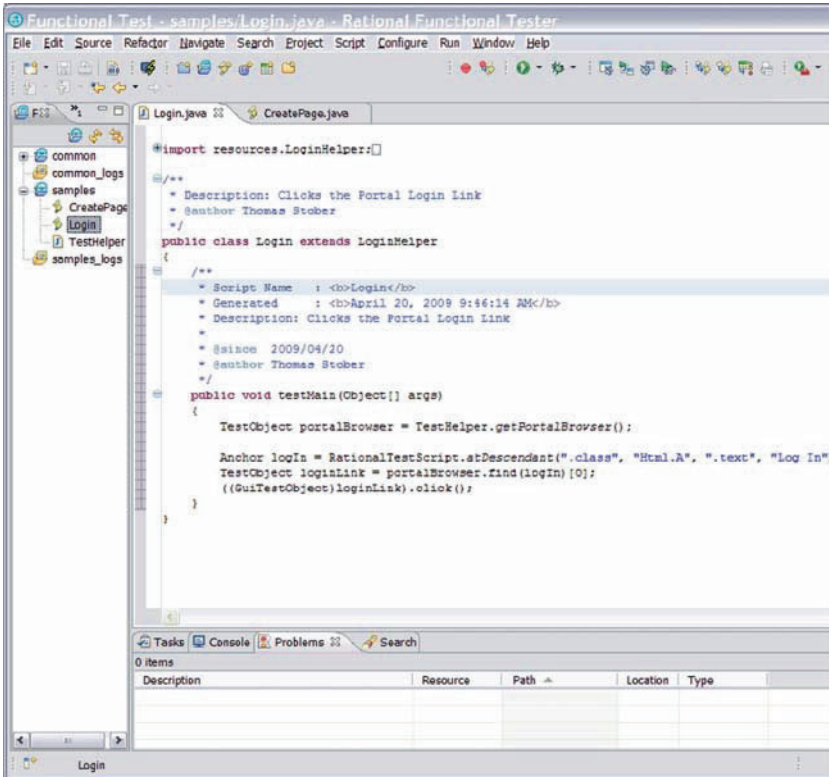 Functional Test - samples/Login.java - Rational Functional Tester
File Edit Source Refactor Navigate Search Project Script Configure Run Window Help
Login.java
CreatePage.java
common
common_logs
samples
CreatePage
Login
TestHelper
samples_logs
import resources.LoginHelper;
/**
* Description: Clicks the Portal Login Link
* @author Thomas Stober
*/
public class Login extends LoginHelper
{
/**
* Script Name : <b>Login</b>
* Generated : <b>April 20, 2009 9:46:14 AM</b>
* Description: Clicks the Portal Login Link
*
* @since 2009/04/20
* @author Thomas Stober
*/
public void testMain(Object[] args)
{
TestObject portalBrowser = TestHelper.getPortalBrowser();
Anchor logIn = RationalTestScript.atDescendant(".class", "Html.A", ".text", "Log In"
TestObject loginLink = portalBrowser.find(logIn)[0];
((GuiTestObject)loginLink).click();
}
}
Tasks Console Problems Search
0 items
Description Resource Path Location Type
Login